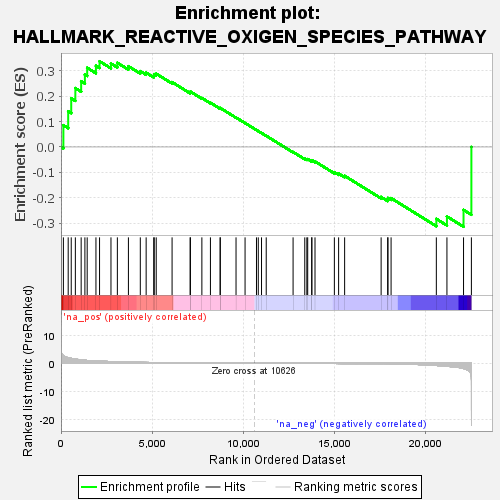 Enrichment plot:
HALLMARK_REACTIVE_OXIGEN_SPECIES_PATHWAY
Enrichment score (ES)
0.3
0.2
0.1
0.0
-0.1
-0.2
-0.3
'na_pos' (positively correlated)
Ranked list metric (PreRanked)
10
5
0
-5
-10
-15
-20
Zero cross at 10626
'na_neg' (negatively correlated)
0
5,000
10,000
15,000
20,000
Rank in Ordered Dataset
Enrichment profile
Hits
Ranking metric scores